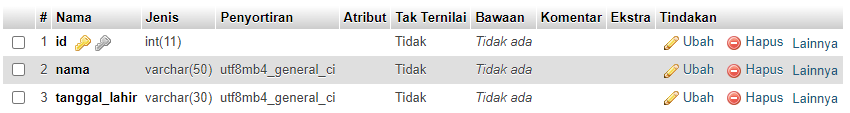 # Nama Jenis Penyortiran Atribut Tak Ternilai Bawaan Komentar Ekstra Tindakan
1 id int(11) Tidak Tidak ada Ubah Hapus Lainnya
2 nama varchar(50) utf8mb4_general_ci Tidak Tidak ada Ubah Hapus Lainnya
3 tanggal_lahir varchar(30) utf8mb4_general_ci Tidak Tidak ada Ubah Hapus Lainnya